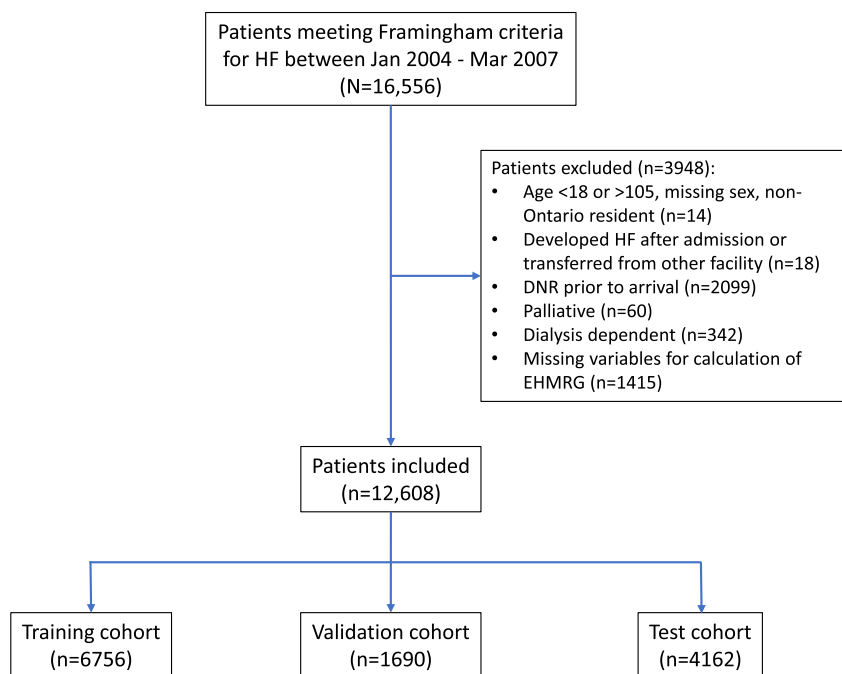 Patients meeting Framingham criteria
for HF between Jan 2004 - Mar 2007
(N=16,556)
Patients excluded (n=3948):
• Age <18 or >105, missing sex, non-
Ontario resident (n=14)
• Developed HF after admission or
transferred from other facility (n=18)
• DNR prior to arrival (n=2099)
• Palliative (n=60)
• Dialysis dependent (n=342)
• Missing variables for calculation of
EHMRG (n=1415)
Patients included
(n=12,608)
Training cohort
(n=6756)
Validation cohort
(n=1690)
Test cohort
(n=4162)